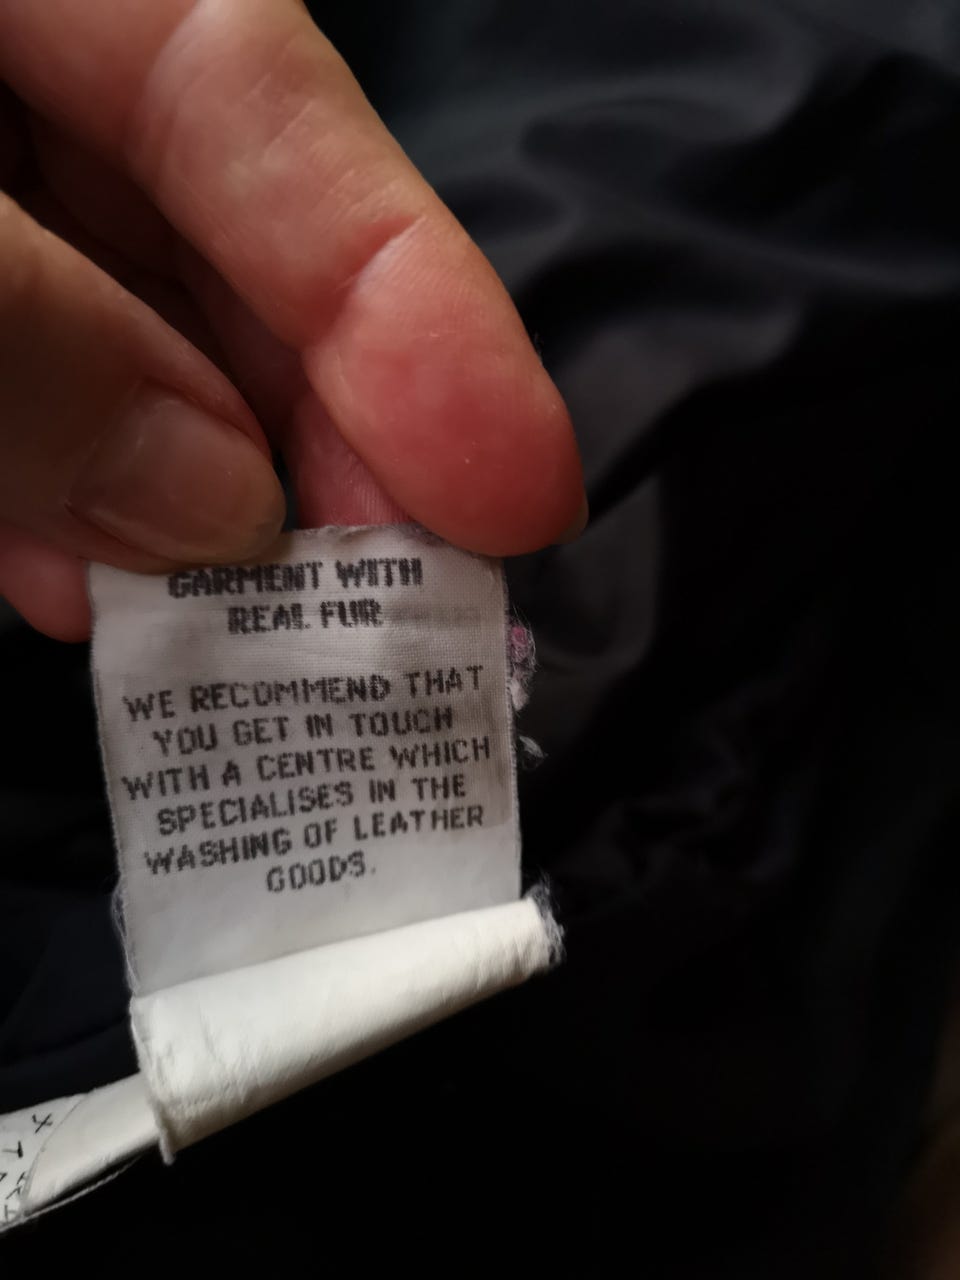 GARMENT WITH
REAL FUR
WE RECOMMEND THAT
YOU GET IN TOUCH
WITH A CENTRE WHICH
SPECIALISES IN THE
WASHING OF LEATHER
GOODS.